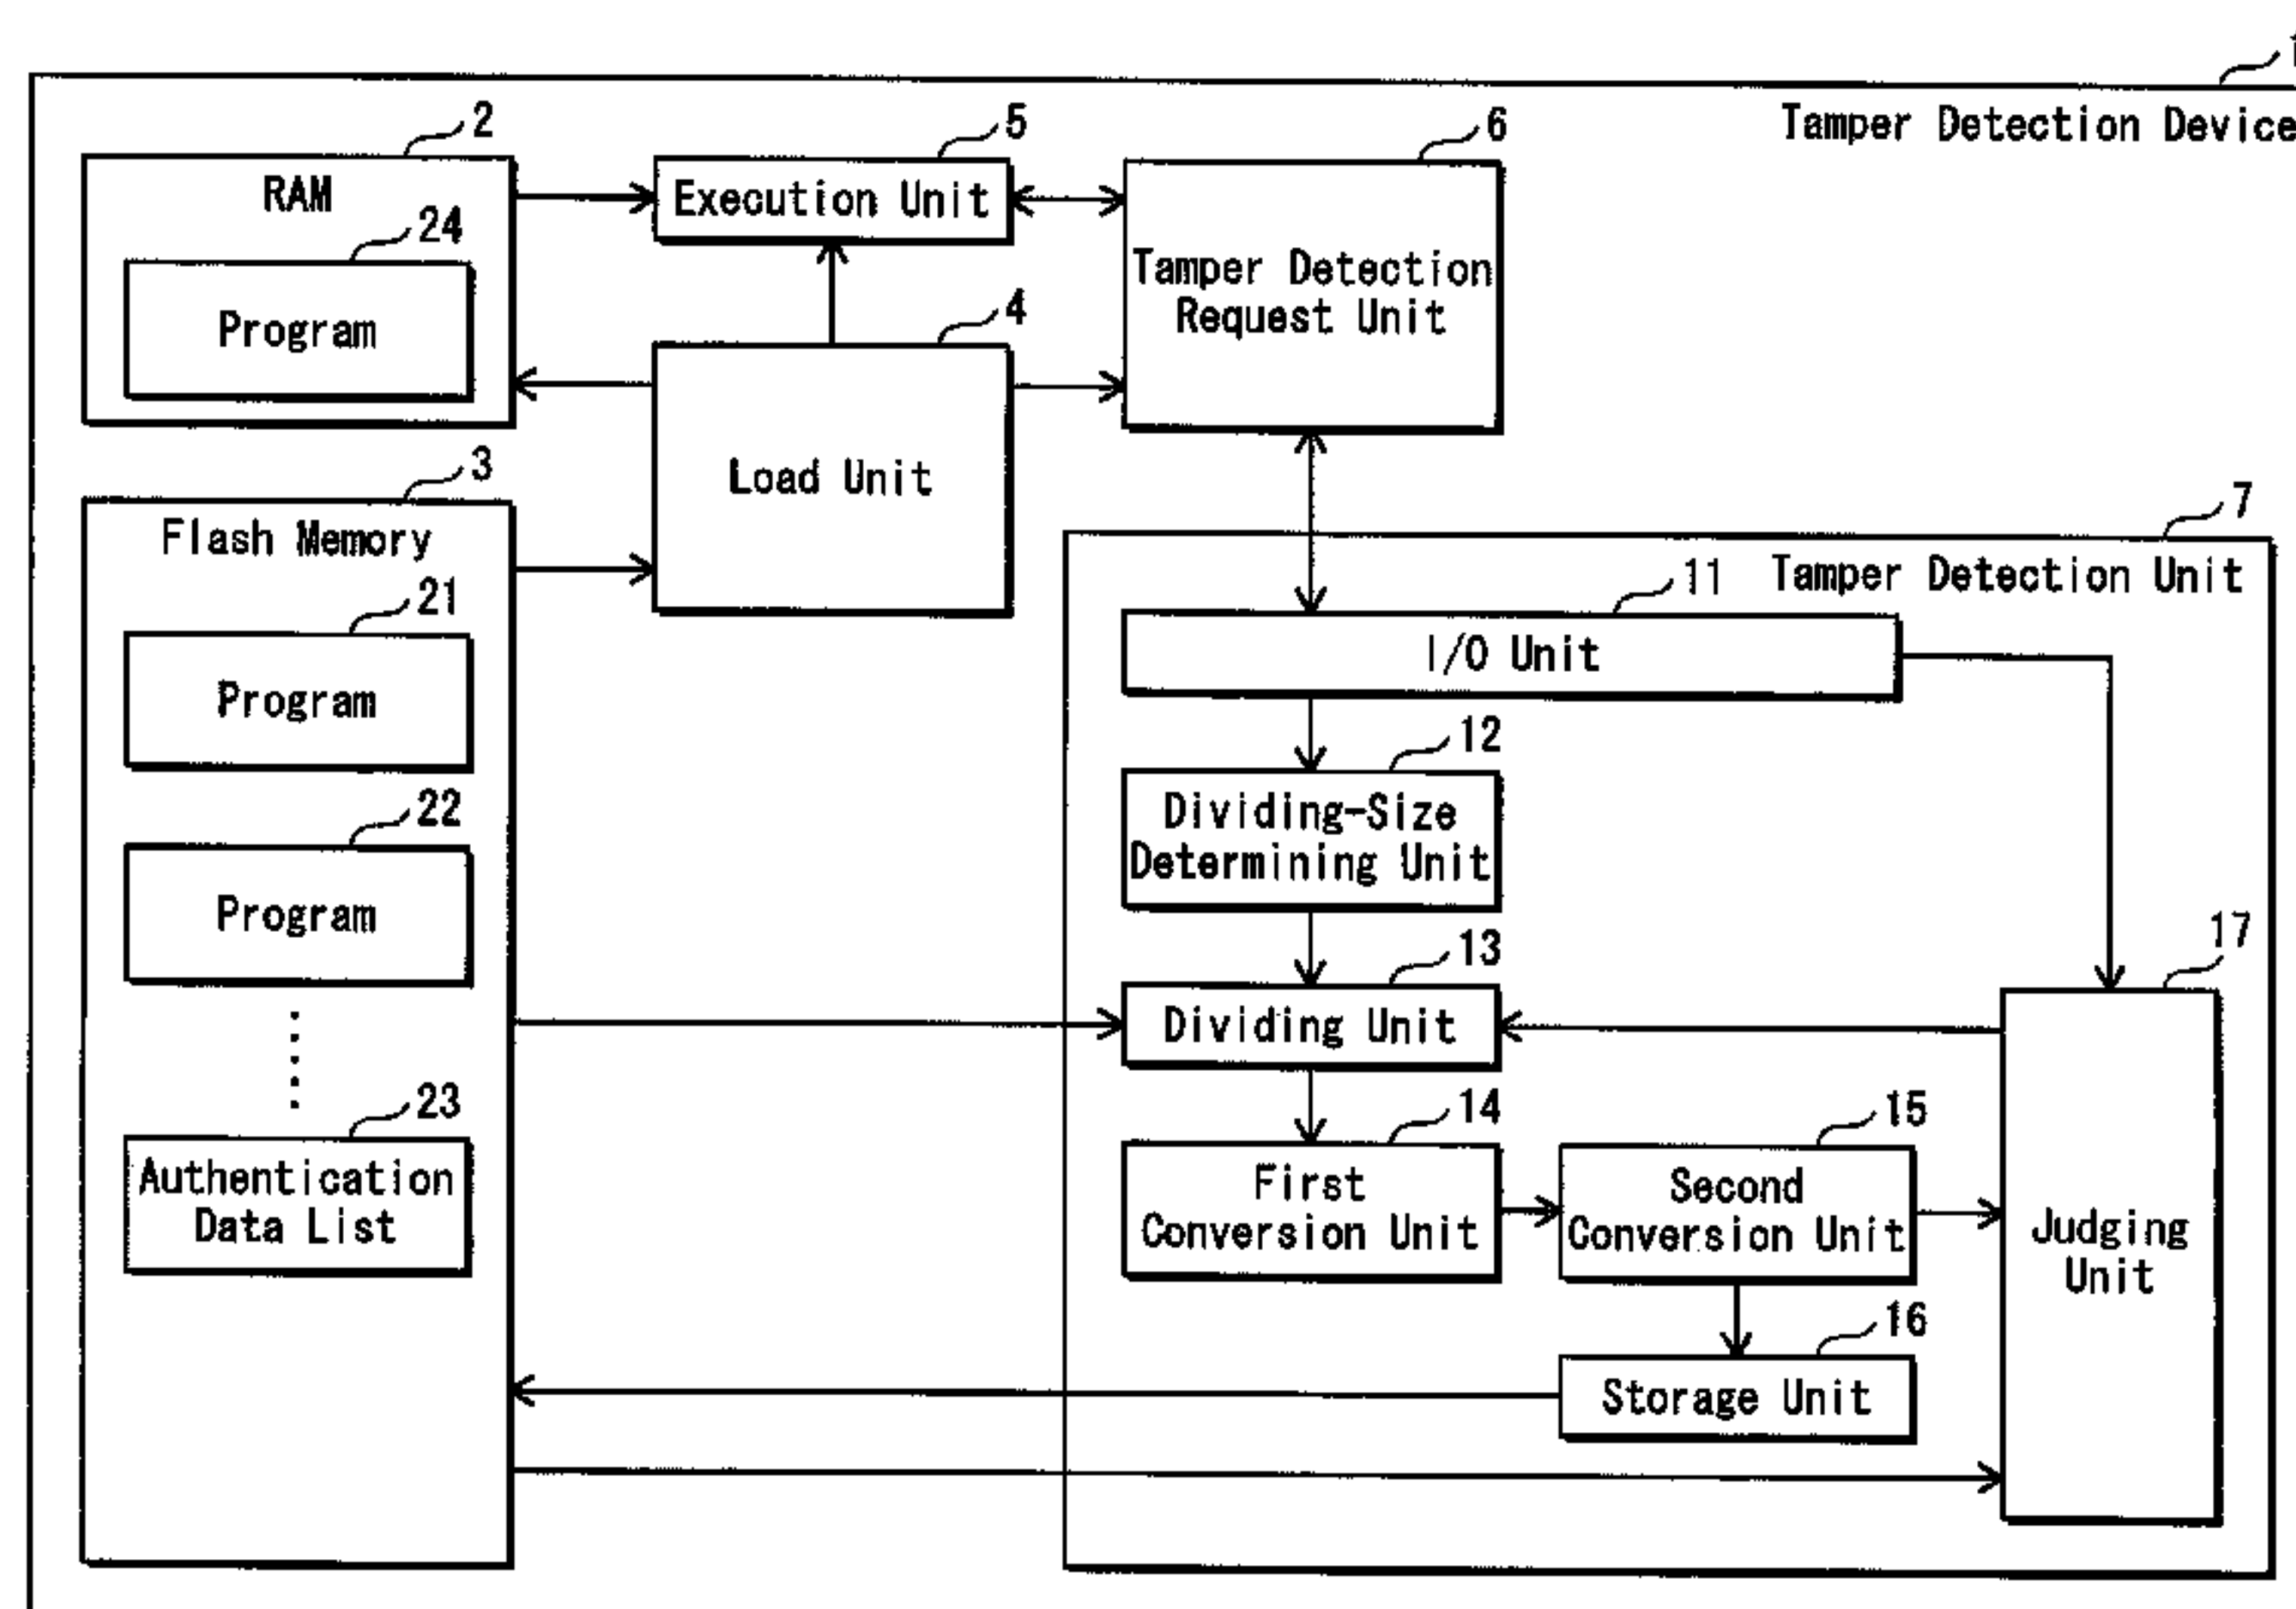 1
Tamper Detection Device
2
RAM
24
Program
5
Execution Unit
6
Tamper Detection
Request Unit
4
Load Unit
3
Flash Memory
21
Program
22
Program
23
Authentication
Data List
7
Tamper Detection Unit
11
I/O Unit
12
Dividing-Size
Determining Unit
13
Dividing Unit
14
First
Conversion Unit
15
Second
Conversion Unit
16
Storage Unit
17
Judging
Unit